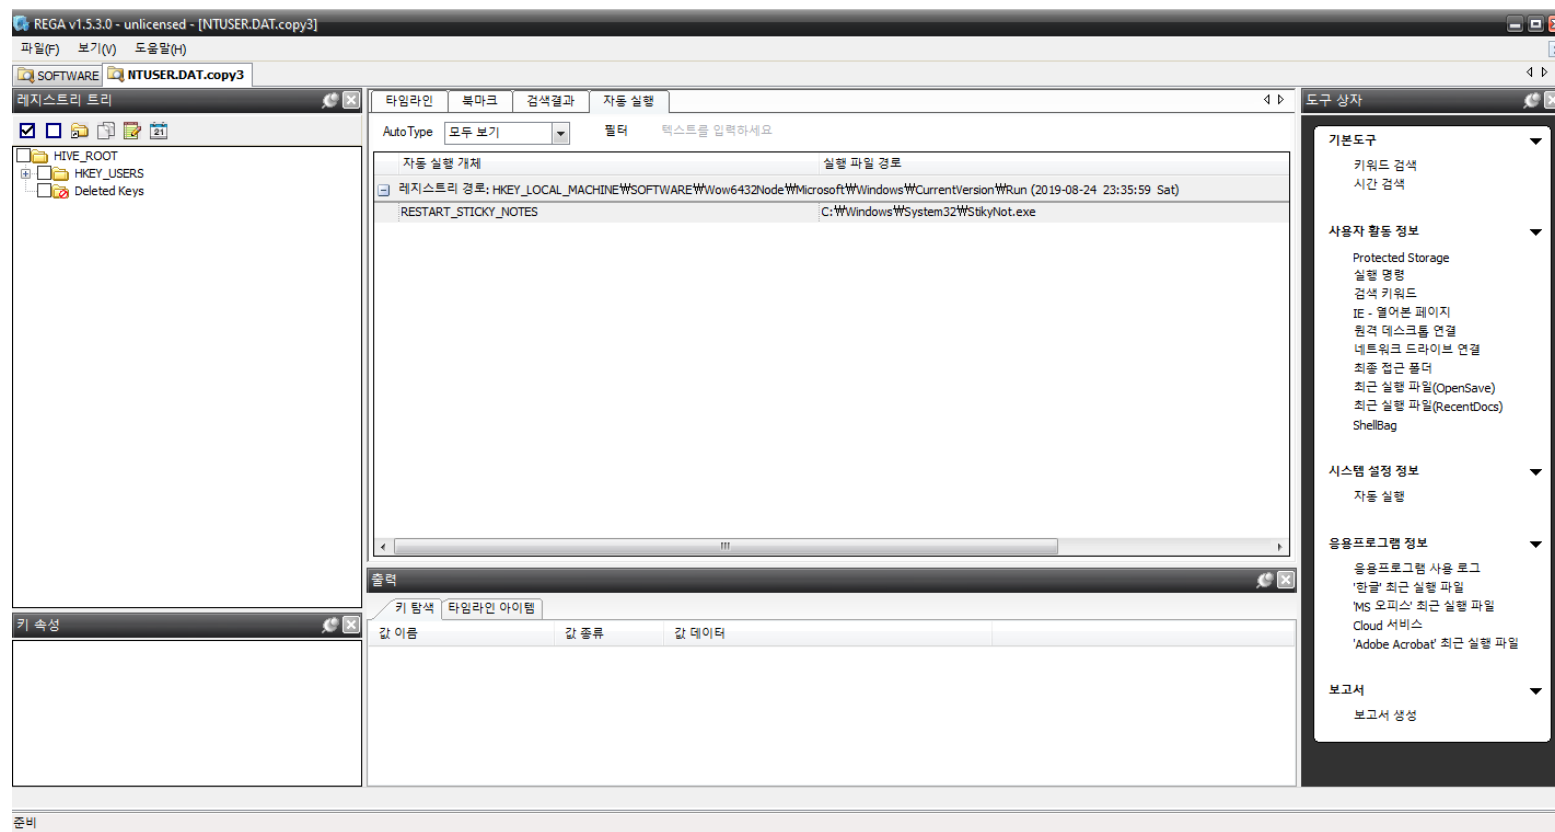 REGA v1.5.3.0 - unlicensed - [NTUSER.DAT.copy3]
파일(F) 보기(V) 도움말(H)
SOFTWARE NTUSER.DAT.copy3
레지스트리 트리
HIVE_ROOT
HKEY_USERS
Deleted Keys
키 속성
타임라인 북마크 검색결과 자동 실행
AutoType 모두 보기 필터 텍스트를 입력하세요
자동 실행 개체 실행 파일 경로
레지스트리 경로: HKEY_LOCAL_MACHINE₩SOFTWARE₩Wow6432Node₩Microsoft₩Windows₩CurrentVersion₩Run (2019-08-24 23:35:59 Sat)
RESTART_STICKY_NOTES C:₩Windows₩System32₩StikyNot.exe
출력
키 탐색 타임라인 아이템
값 이름 값 종류 값 데이터
도구 상자
기본도구
키워드 검색
시간 검색
사용자 활동 정보
Protected Storage
실행 명령
검색 키워드
IE - 열어본 페이지
원격 데스크톱 연결
네트워크 드라이브 연결
최종 접근 폴더
최근 실행 파일(OpenSave)
최근 실행 파일(RecentDocs)
ShellBag
시스템 설정 정보
자동 실행
응용프로그램 정보
응용프로그램 사용 로그
'한글' 최근 실행 파일
'MS 오피스' 최근 실행 파일
Cloud 서비스
'Adobe Acrobat' 최근 실행 파일
보고서
보고서 생성
준비